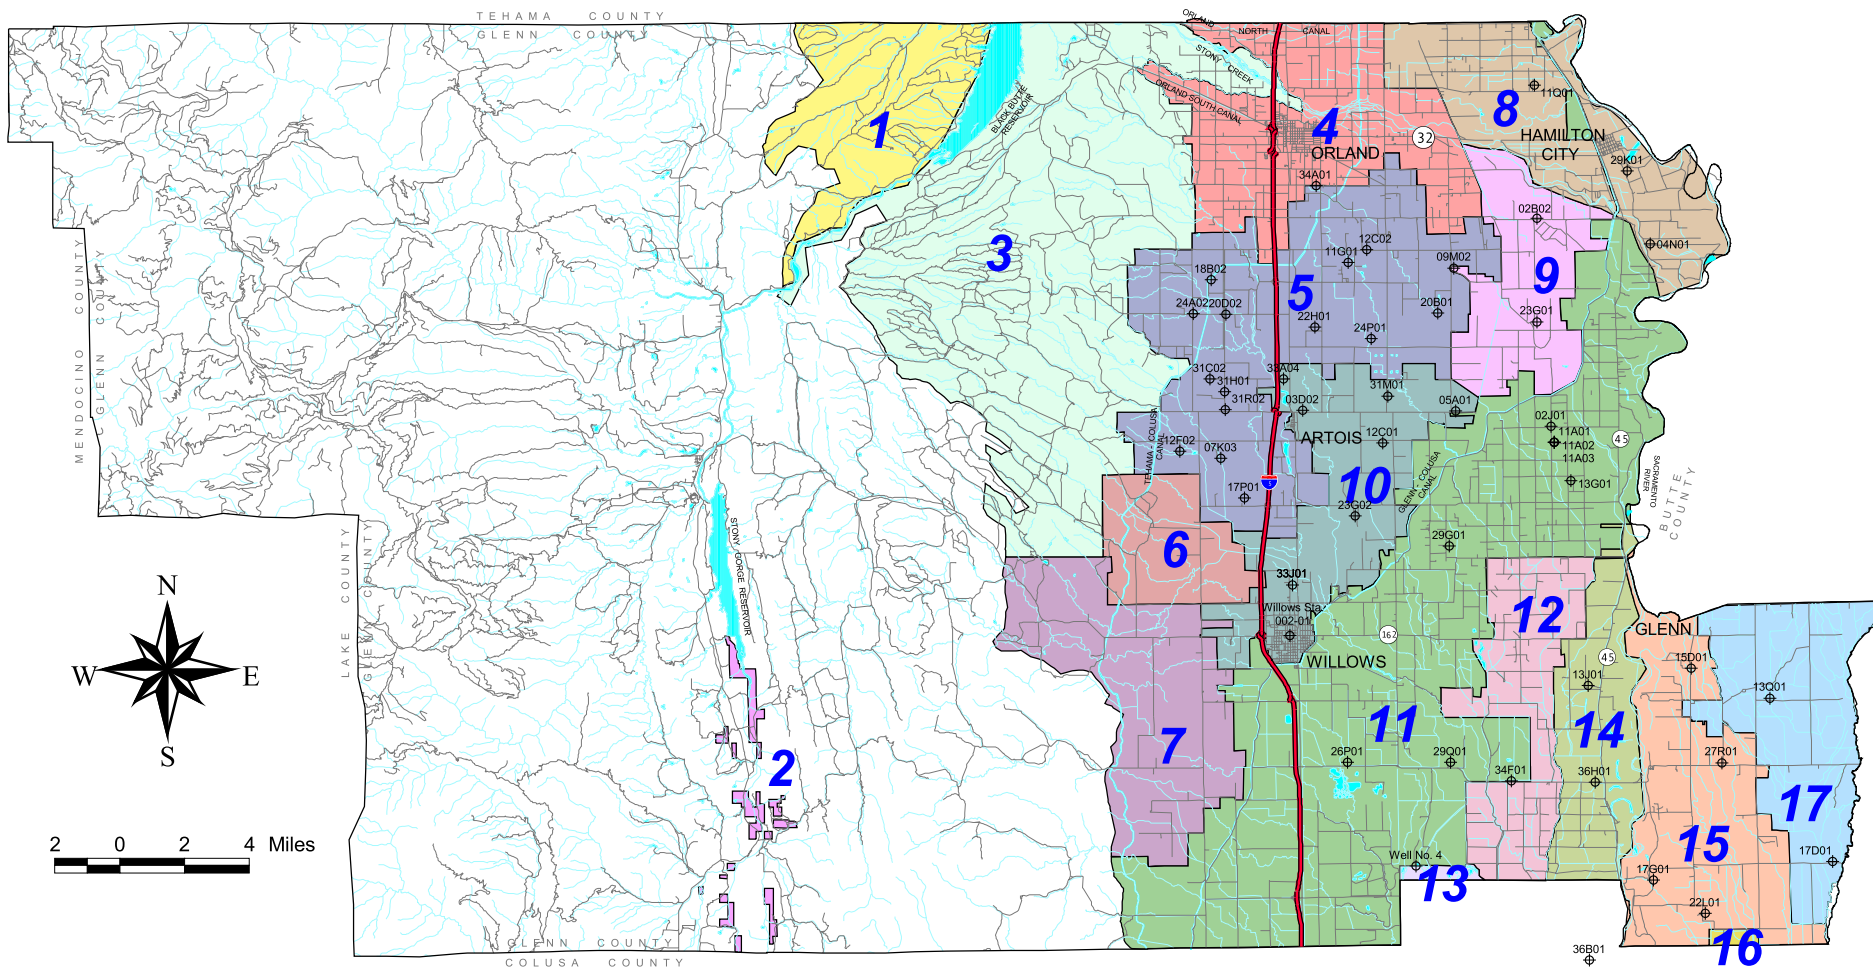 TEHAMA COUNTY
GLENN COUNTY
ORLAND
NORTH
CANAL
STONY CREEK
ORLAND SOUTH CANAL
BLACK BUTTE
RESERVOIR
1
3
4
ORLAND
34A01
32
8
11Q01
HAMILTON
CITY
29K01
02B02
04N01
9
23G01
12C02
11G01
09M02
18B02
5
24A02
20D02
22H01
20B01
24P01
31C02
31H01
31R02
33A04
03D02
31M01
05A01
02J01
11A01
11A02
11A03
13G01
45
SACRAMENTO
RIVER
BUTTE
COUNTY
TEHAMA - COLUSA
CANAL
12F02
07K03
17P01
5
ARTOIS
12C01
10
GLENN - COLUSA
CANAL
23G02
29G01
6
33J01
Willows Sta.
002-01
162
WILLOWS
12
GLENN
45
15D01
13J01
13Q01
7
11
14
26P01
29Q01
34F01
36H01
27R01
17
15
17D01
Well No. 4
13
17G01
22L01
16
36B01
MENDOCINO COUNTY
GLENN COUNTY
LAKE COUNTY
GLENN COUNTY
STONY GORGE RESERVOIR
2
N
W
E
S
2 0 2 4 Miles
GLENN COUNTY
COLUSA COUNTY